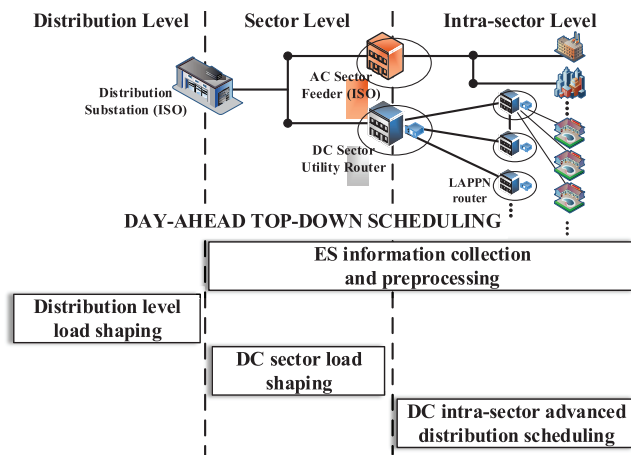 Distribution Level
Sector Level
Intra-sector Level
Distribution
Substation (ISO)
AC Sector
Feeder (ISO)
DC Sector
Utility Router
LAPPN
router
DAY-AHEAD TOP-DOWN SCHEDULING
ES information collection
and preprocessing
Distribution level
load shaping
DC sector load
shaping
DC intra-sector advanced
distribution scheduling